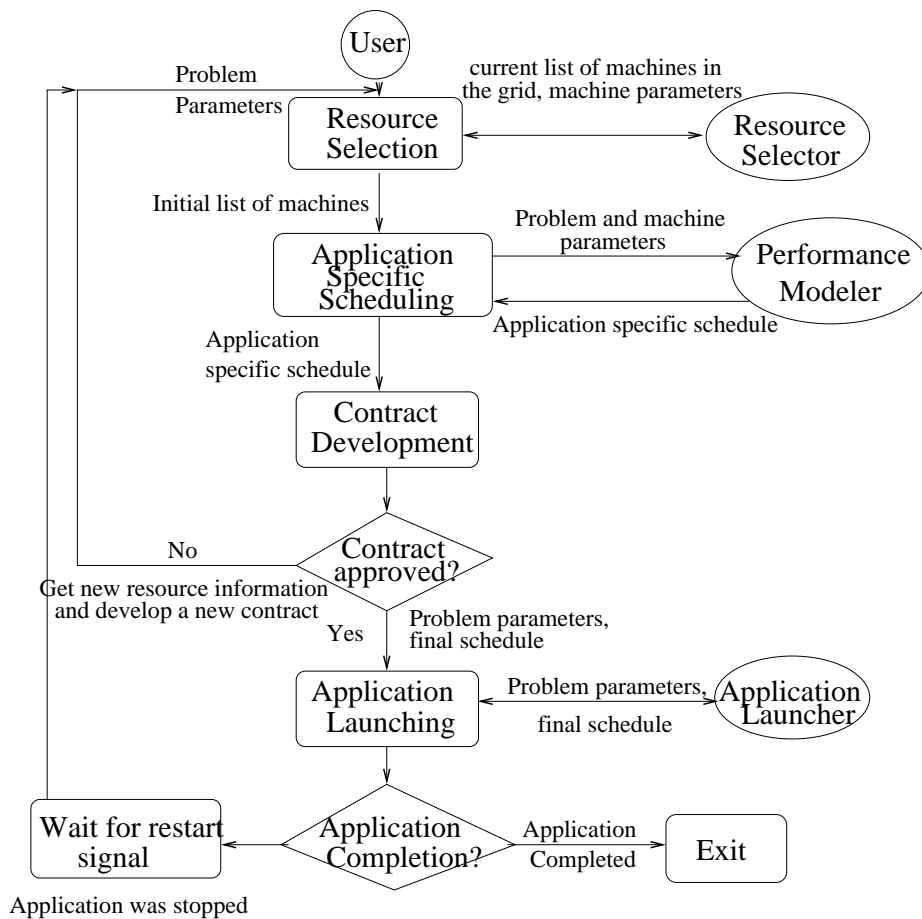 User
Problem
Parameters
current list of machines in
the grid, machine parameters
Resource
Selection
Resource
Selector
Initial list of machines
Problem and machine
parameters
Application
Specific
Scheduling
Performance
Modeler
Application specific schedule
Application
specific schedule
Contract
Development
No
Contract
approved?
Get new resource information
and develop a new contract
Yes
Problem parameters,
final schedule
Application
Launching
Problem parameters,
final schedule
Application
Launcher
Wait for restart
signal
Application
Completion?
Application
Completed
Exit
Application was stopped